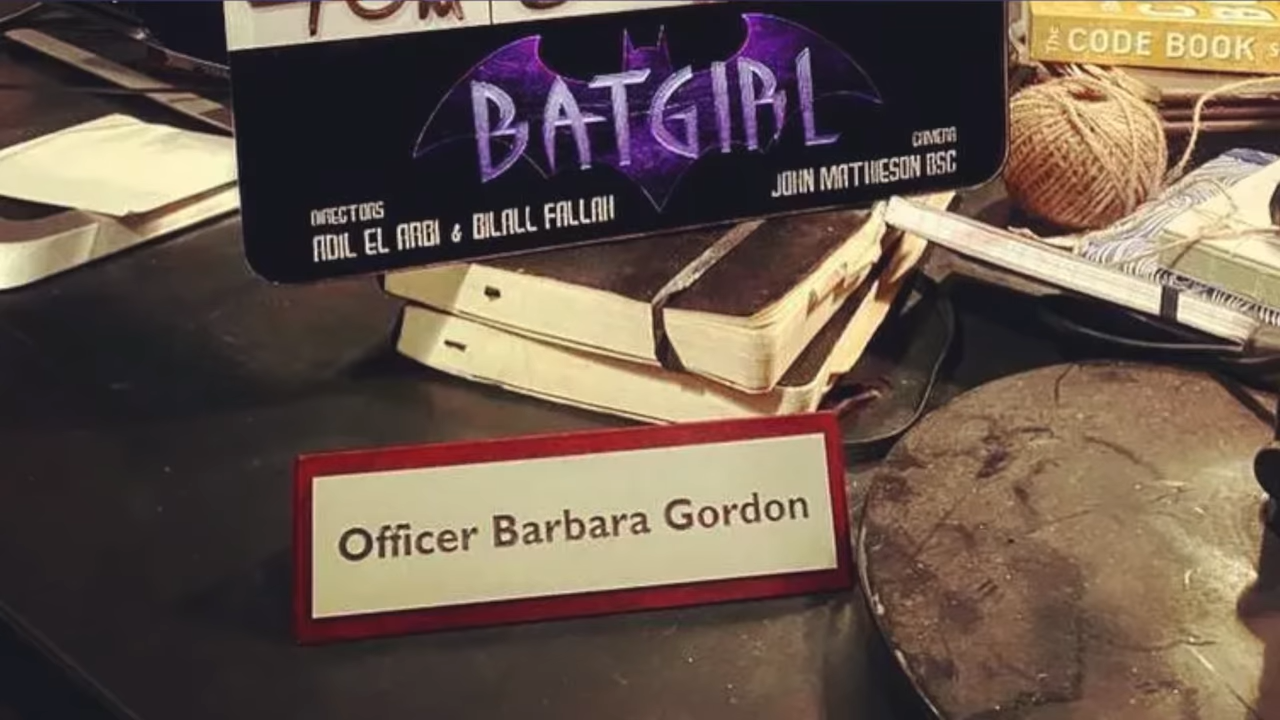 BATGIRL
CAMERA
JOHN MATHIESON BSC
DIRECTORS
ADIL EL ARBI & BILALL FALLAH
The CODE BOOK
Officer Barbara Gordon